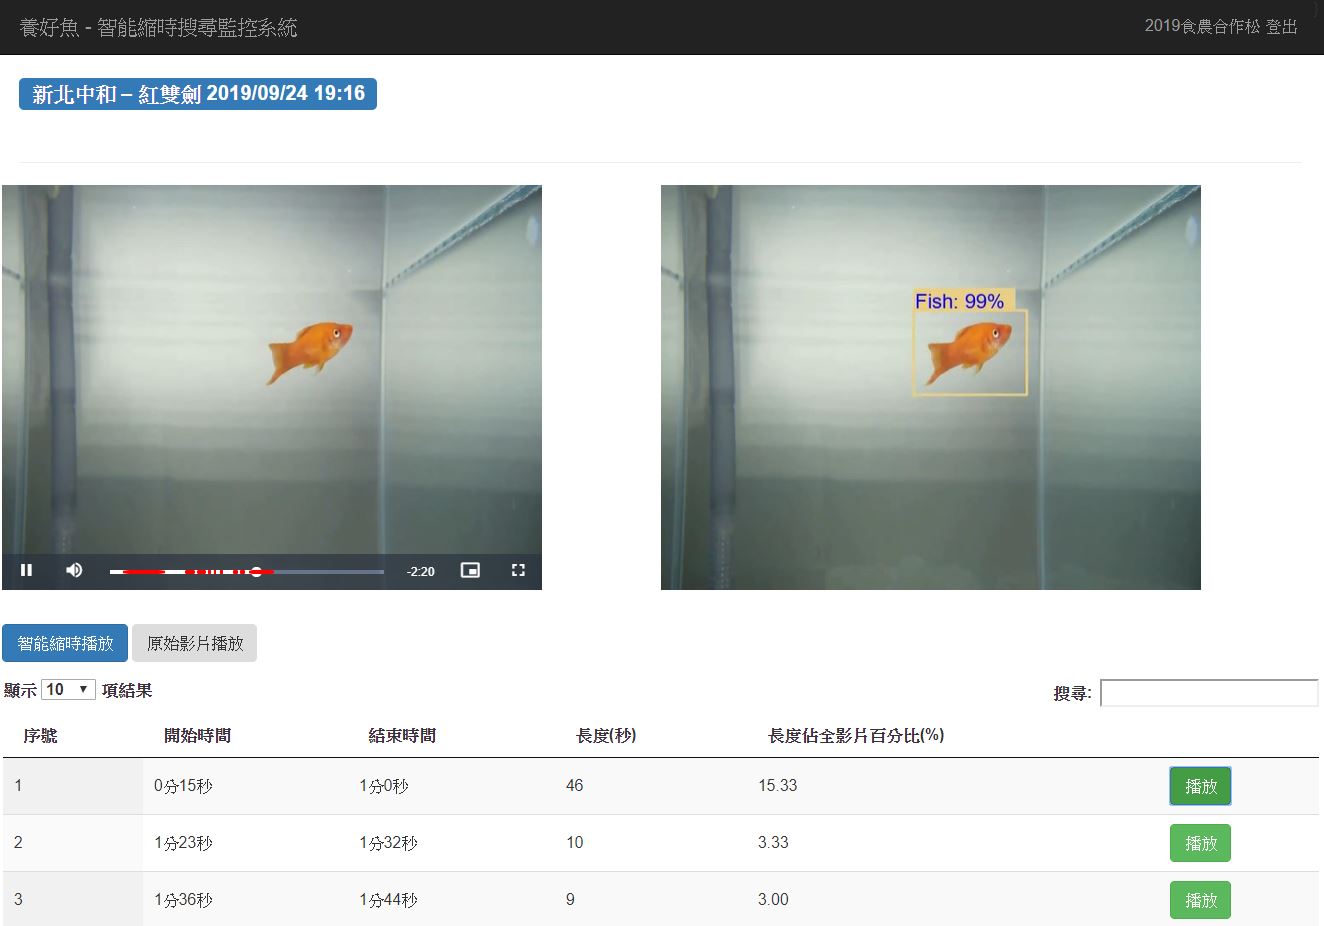 養好魚 - 智能縮時搜尋監控系統
2019食農合作松 登出
新北中和 – 紅雙劍 2019/09/24 19:16
Fish: 99%
-2:20
智能縮時播放 原始影片播放
顯示 10 項結果
搜尋:
序號 開始時間 結束時間 長度(秒) 長度佔全影片百分比(%)
1 0分15秒 1分0秒 46 15.33 播放
2 1分23秒 1分32秒 10 3.33 播放
3 1分36秒 1分44秒 9 3.00 播放